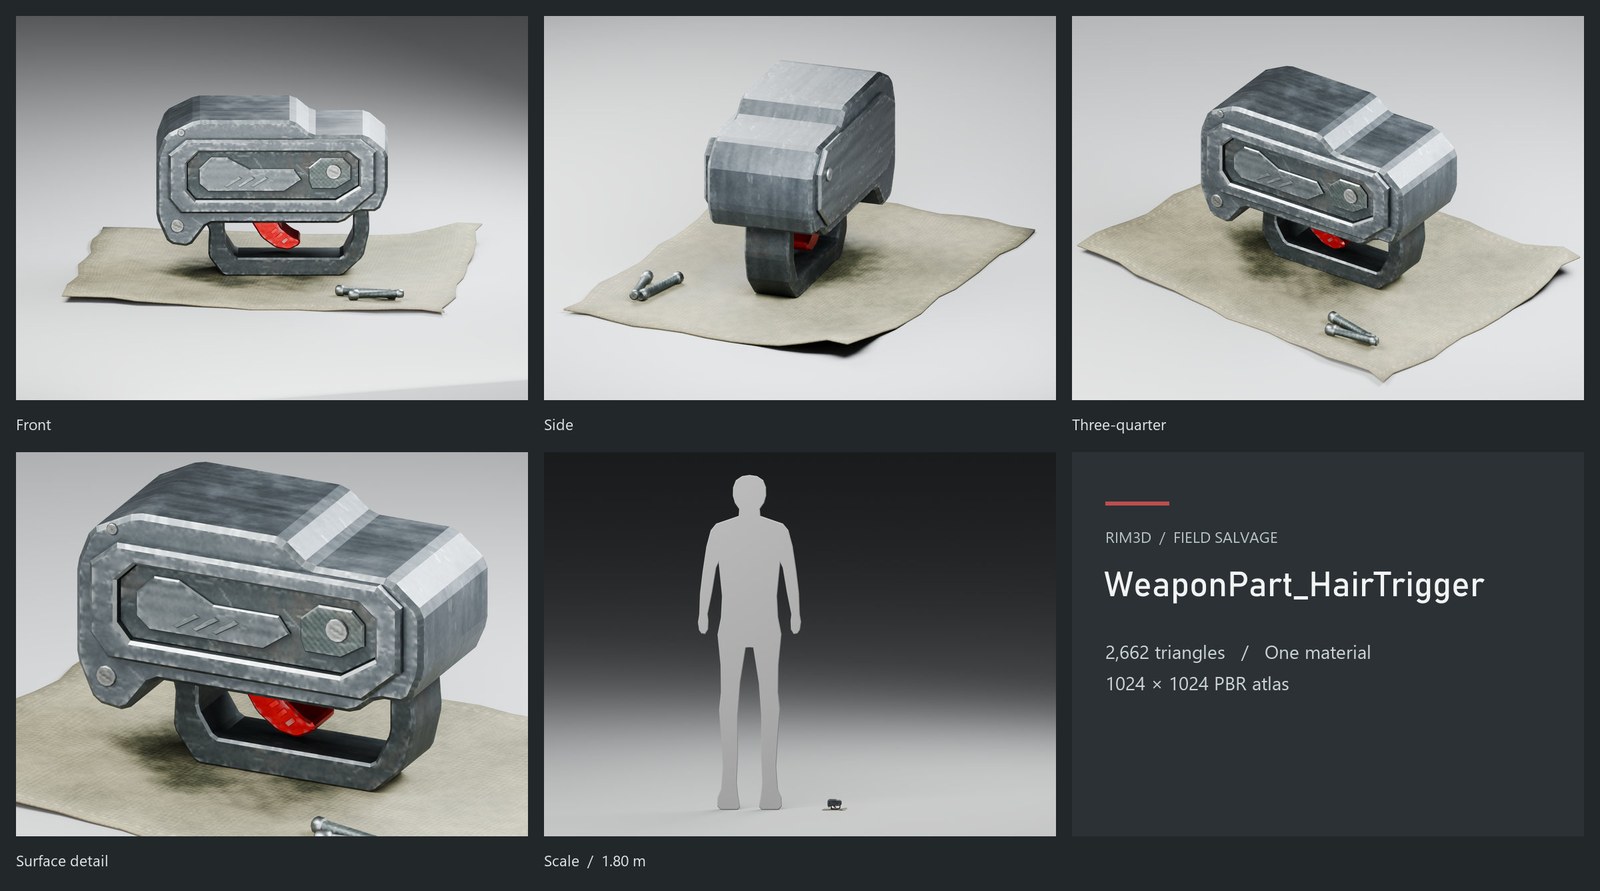 Front
Side
Three-quarter
RIM3D / FIELD SALVAGE
WeaponPart_HairTrigger
2,662 triangles / One material
1024 × 1024 PBR atlas
Surface detail
Scale / 1.80 m